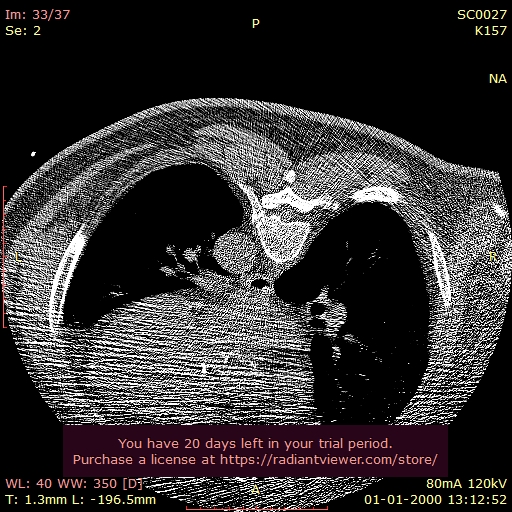 Im: 33/37
Se: 2
P
SC0027
K157
NA
L
R
You have 20 days left in your trial period.
Purchase a license at https://radiantviewer.com/store/
WL: 40 WW: 350 [D]
T: 1.3mm L: -196.5mm
A
80mA 120kV
01-01-2000 13:12:52